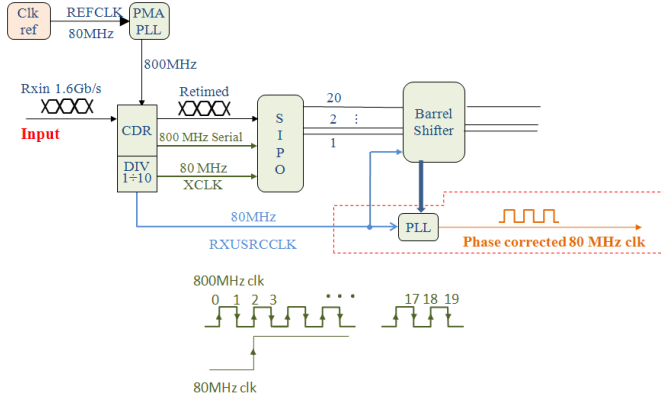 Clk
ref
REFCLK
80MHz
PMA
PLL
800MHz
Rxin 1.6Gb/s
Input
CDR
DIV
1÷10
Retimed
800 MHz Serial
80 MHz
XCLK
S
I
P
O
20
2 ⋮
1
Barrel
Shifter
80MHz
RXUSRCCLK
PLL
Phase corrected 80 MHz clk
800MHz clk
0 1 2 3 • • • 17 18 19
80MHz clk